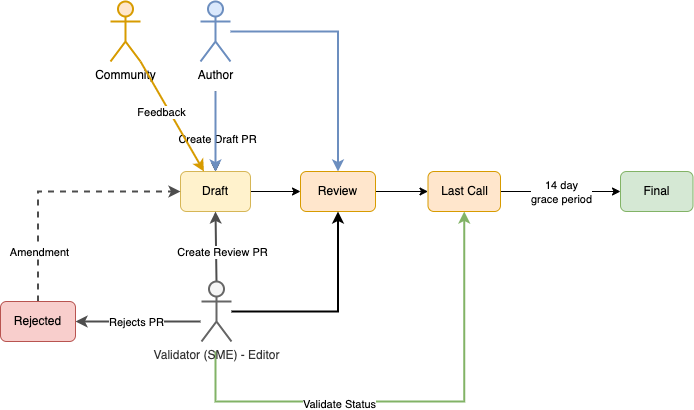 Community
Author
Feedback
Create Draft PR
Draft
Review
Last Call
14 day
grace period
Final
Amendment
Create Review PR
Rejected
Rejects PR
Validator (SME) - Editor
Validate Status